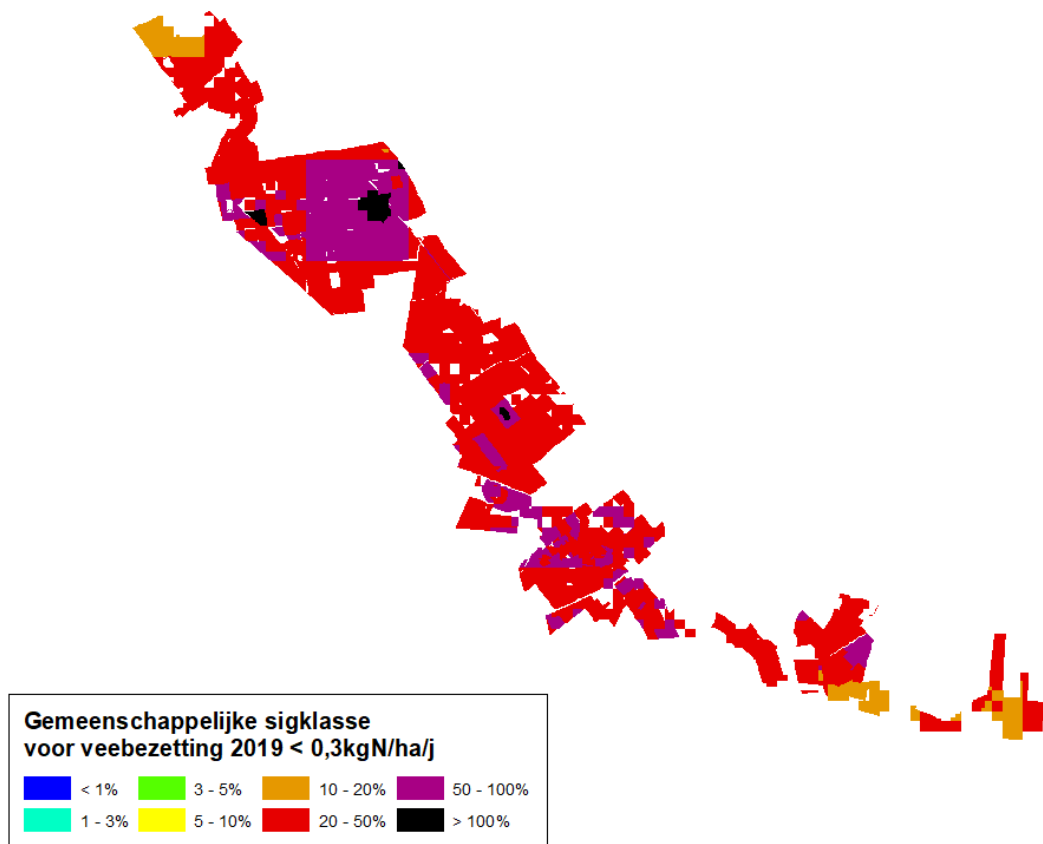 Gemeenschappelijke sigklasse
voor veebezetting 2019 < 0,3kgN/ha/j
< 1% 3 - 5% 10 - 20% 50 - 100%
1 - 3% 5 - 10% 20 - 50% > 100%